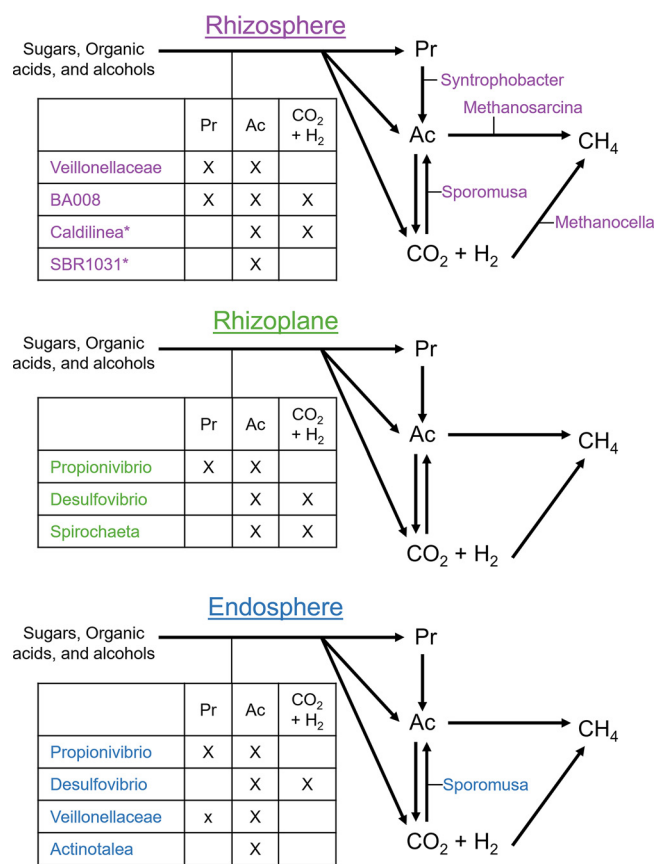 Rhizosphere
Sugars, Organic
acids, and alcohols
Pr
Syntrophobacter
Methanosarcina
Ac
CH4
Sporomusa
Methanocella
CO2 + H2
Pr Ac CO2
+ H2
Veillonellaceae X X
BA008 X X X
Caldilinea* X X
SBR1031* X
Rhizoplane
Sugars, Organic
acids, and alcohols
Pr
Ac
CH4
CO2 + H2
Pr Ac CO2
+ H2
Propionivibrio X X
Desulfovibrio X X
Spirochaeta X X
Endosphere
Sugars, Organic
acids, and alcohols
Pr
Ac
CH4
Sporomusa
CO2 + H2
Pr Ac CO2
+ H2
Propionivibrio X X
Desulfovibrio X X
Veillonellaceae x X
Actinotalea X